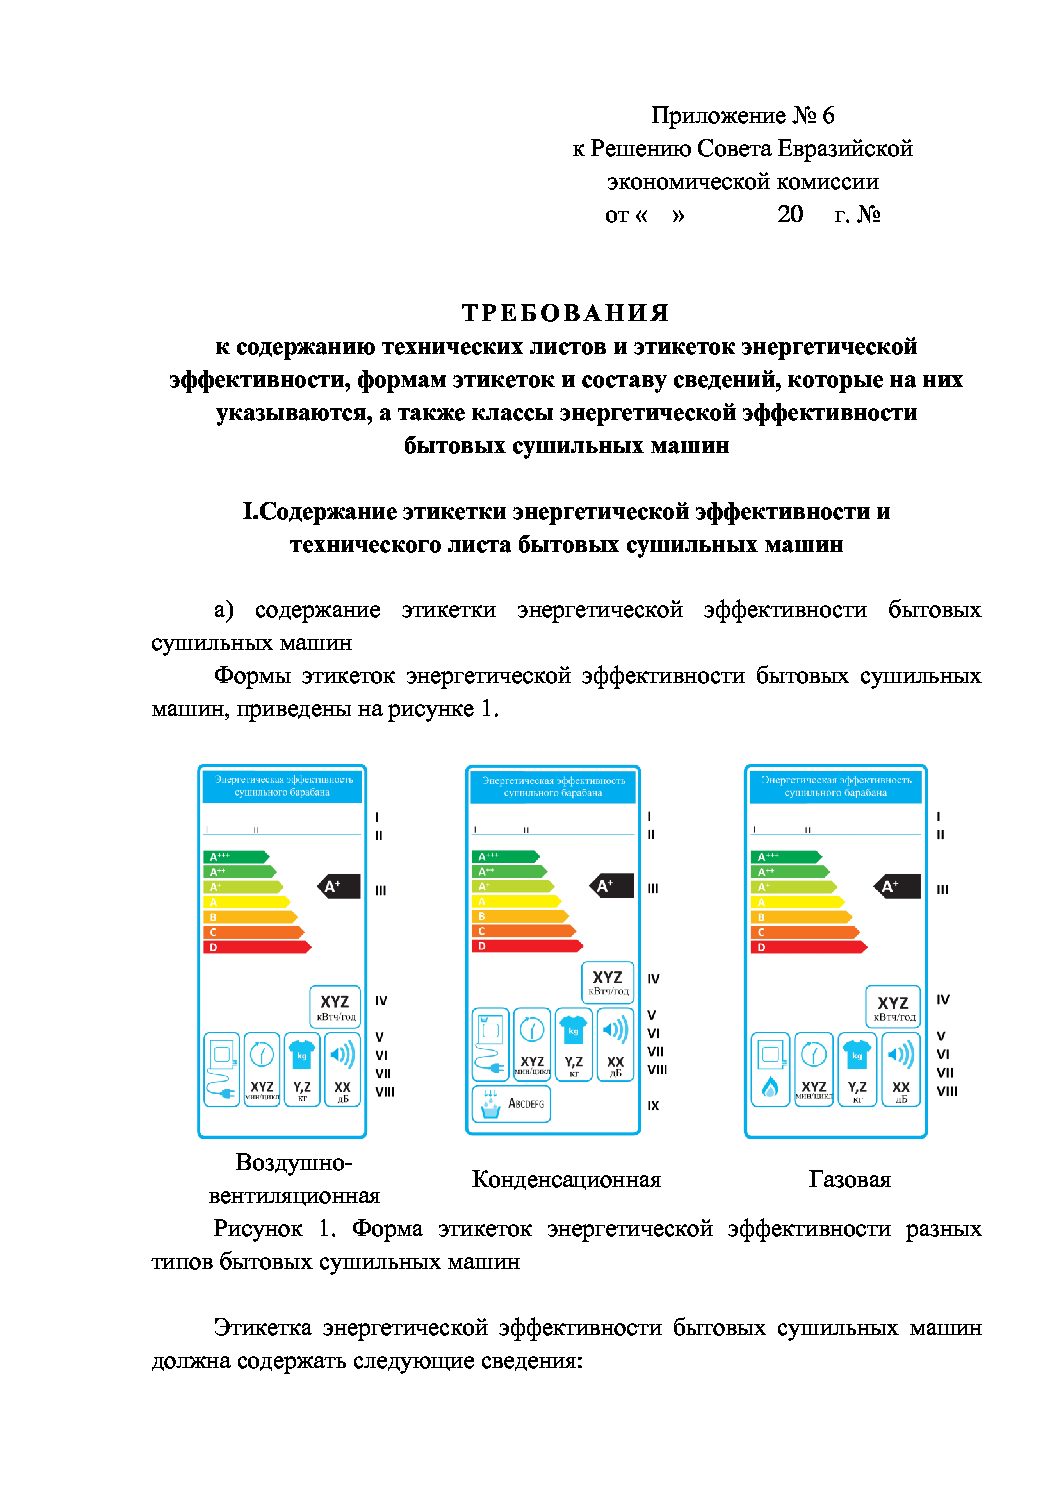 Приложение № 6
к Решению Совета Евразийской
экономической комиссии
от « » 20 г. №
ТРЕБОВАНИЯ
к содержанию технических листов и этикеток энергетической
эффективности, формам этикеток и составу сведений, которые на них
указываются, а также классы энергетической эффективности
бытовых сушильных машин
I.Содержание этикетки энергетической эффективности и
технического листа бытовых сушильных машин
а) содержание этикетки энергетической эффективности бытовых
сушильных машин
Формы этикеток энергетической эффективности бытовых сушильных
машин, приведены на рисунке 1.
Энергетическая эффективность
сушильного барабана
I II
I
II
A+++
A++
A+
A
B
C
D
A+
III
XYZ
кВтч/год
IV
V
VI
VII
VIII
kg
XYZ
мин/цикл
Y,Z
кг
XX
дБ
Энергетическая эффективность
сушильного барабана
I II
I
II
A+++
A++
A+
A
B
C
D
A+
III
XYZ
кВтч/год
IV
V
VI
VII
VIII
kg
XYZ
мин/цикл
Y,Z
кг
XX
дБ
ABCDEFG
IX
Энергетическая эффективность
сушильного барабана
I II
I
II
A+++
A++
A+
A
B
C
D
A+
III
XYZ
кВтч/год
IV
V
VI
VII
VIII
kg
XYZ
мин/цикл
Y,Z
кг
XX
дБ
Воздушно-
вентиляционная
Конденсационная
Газовая
Рисунок 1. Форма этикеток энергетической эффективности разных
типов бытовых сушильных машин
Этикетка энергетической эффективности бытовых сушильных машин
должна содержать следующие сведения: